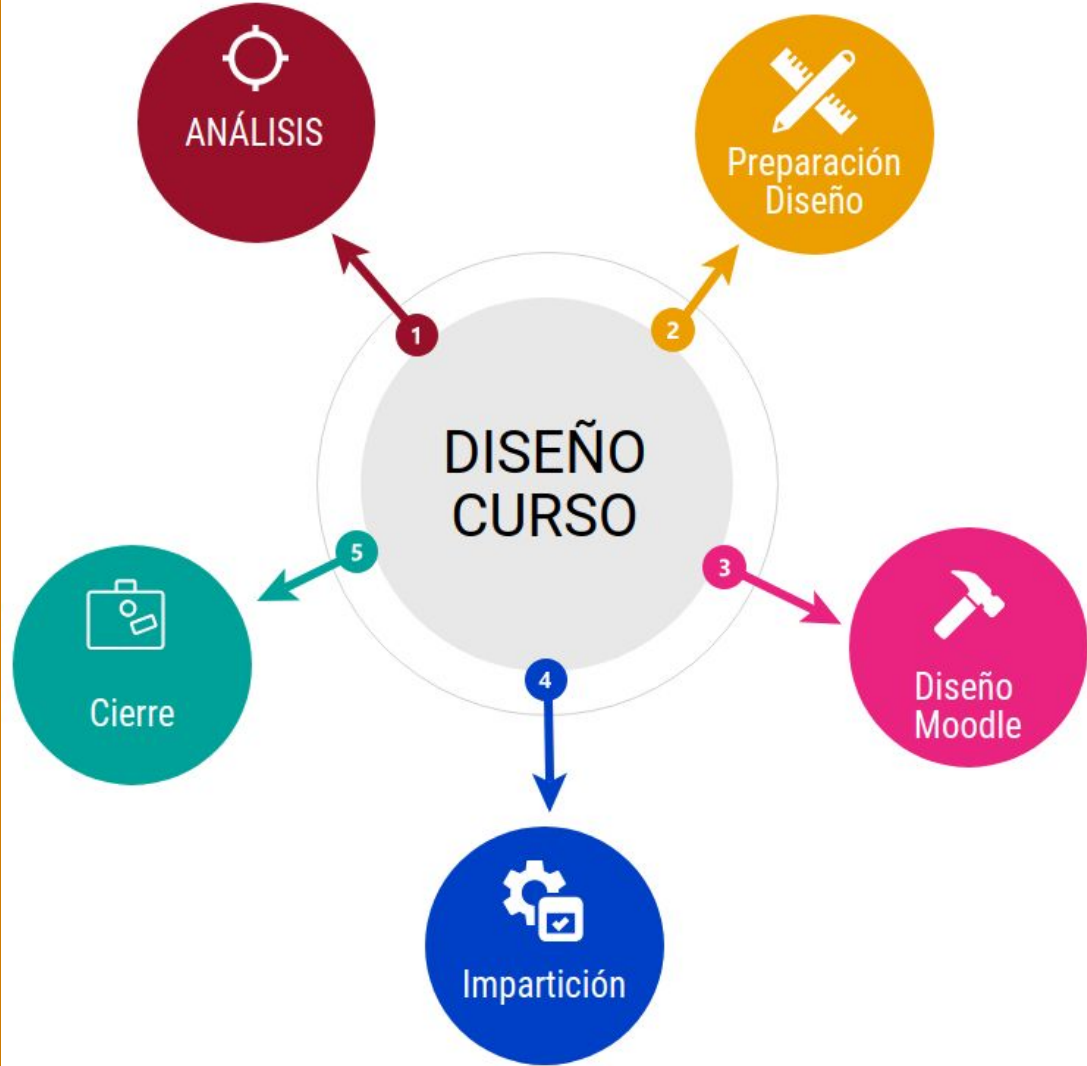 ANÁLISIS
Preparación
Diseño
1
2
DISEÑO
CURSO
5
3
Cierre
Diseño
Moodle
4
Impartición